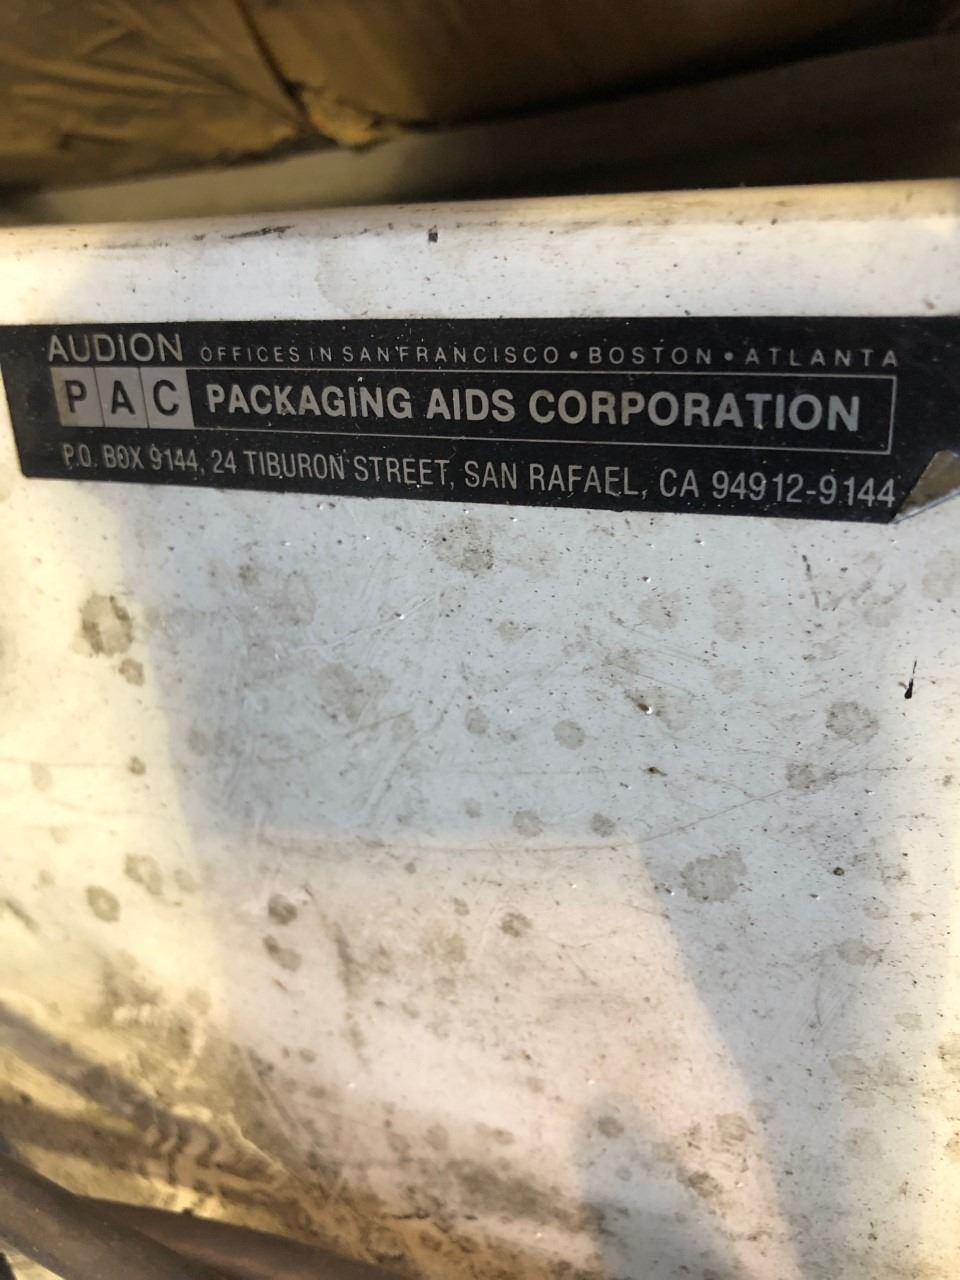 AUDION OFFICES IN SAN FRANCISCO • BOSTON • ATLANTA
PAC PACKAGING AIDS CORPORATION
P.O. BOX 9144, 24 TIBURON STREET, SAN RAFAEL, CA 94912-9144